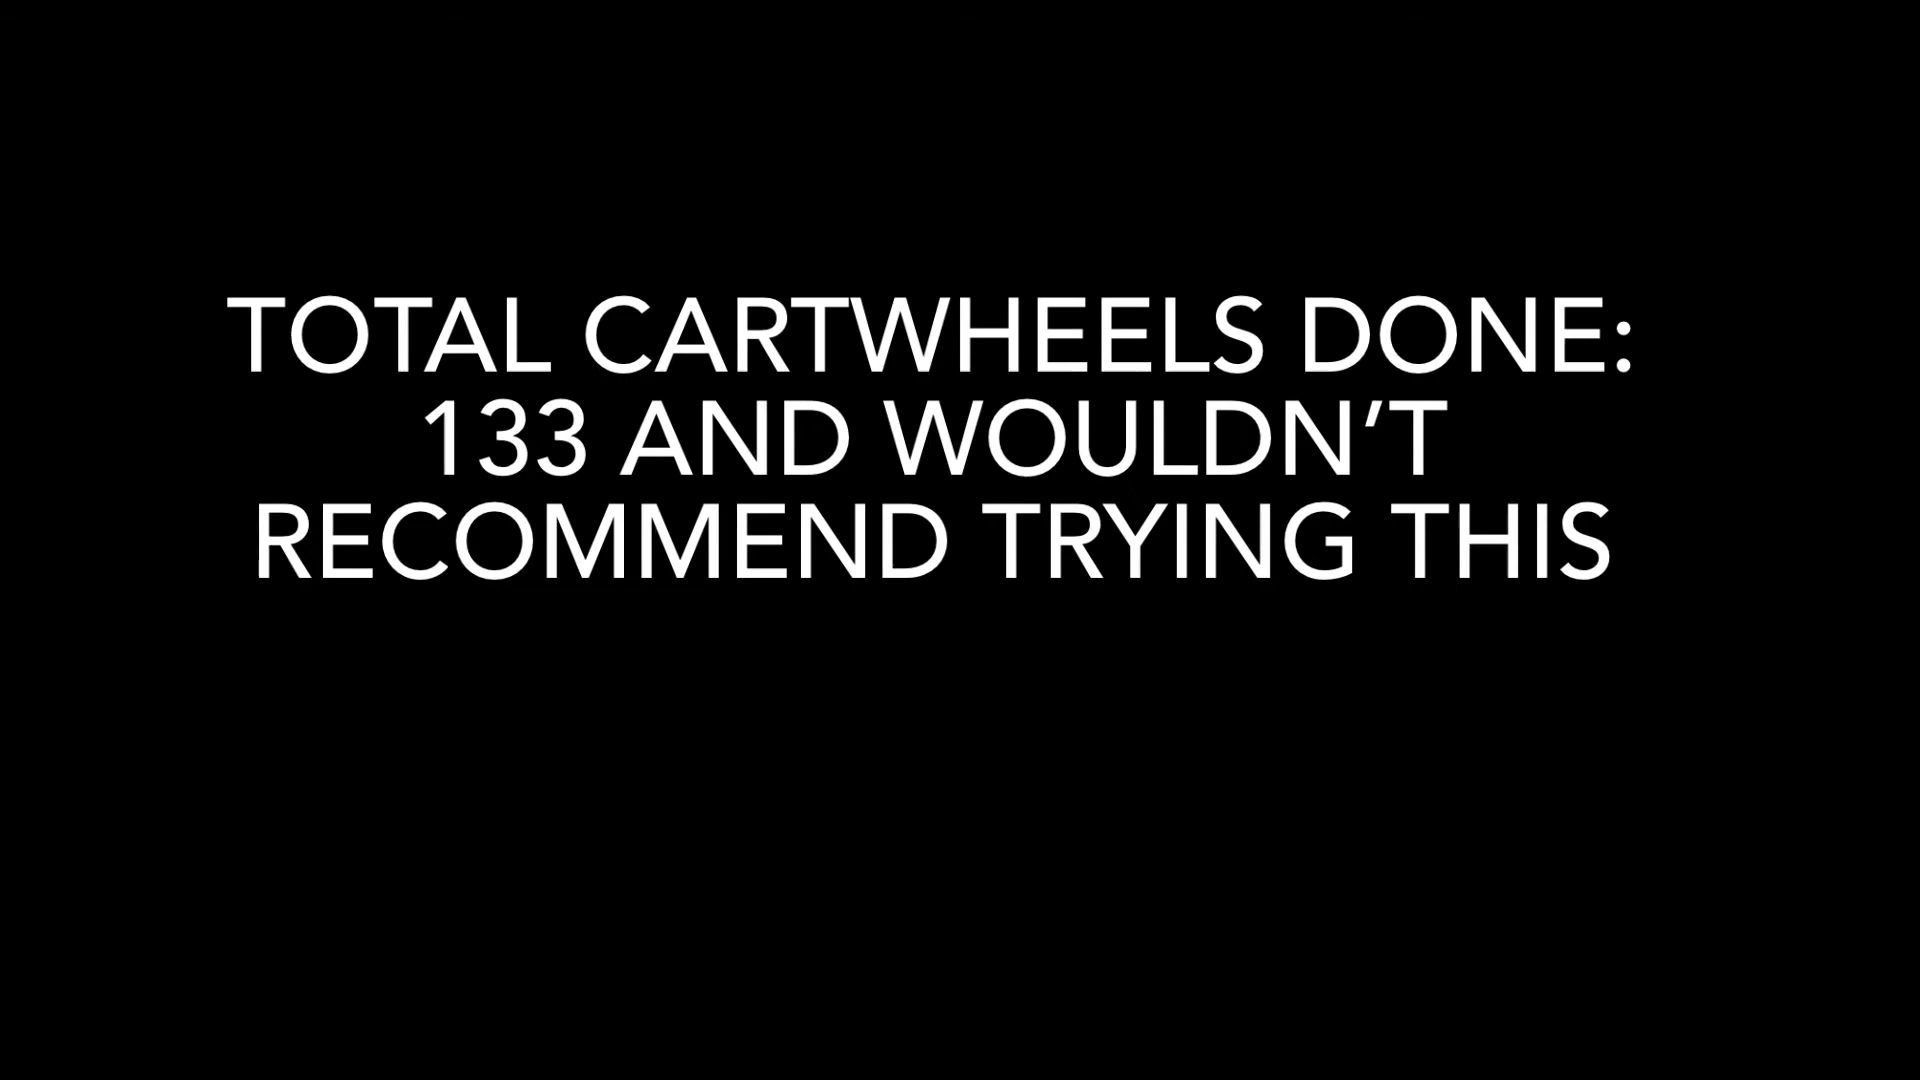 TOTAL CARTWHEELS DONE:
133 AND WOULDN’T
RECOMMEND TRYING THIS